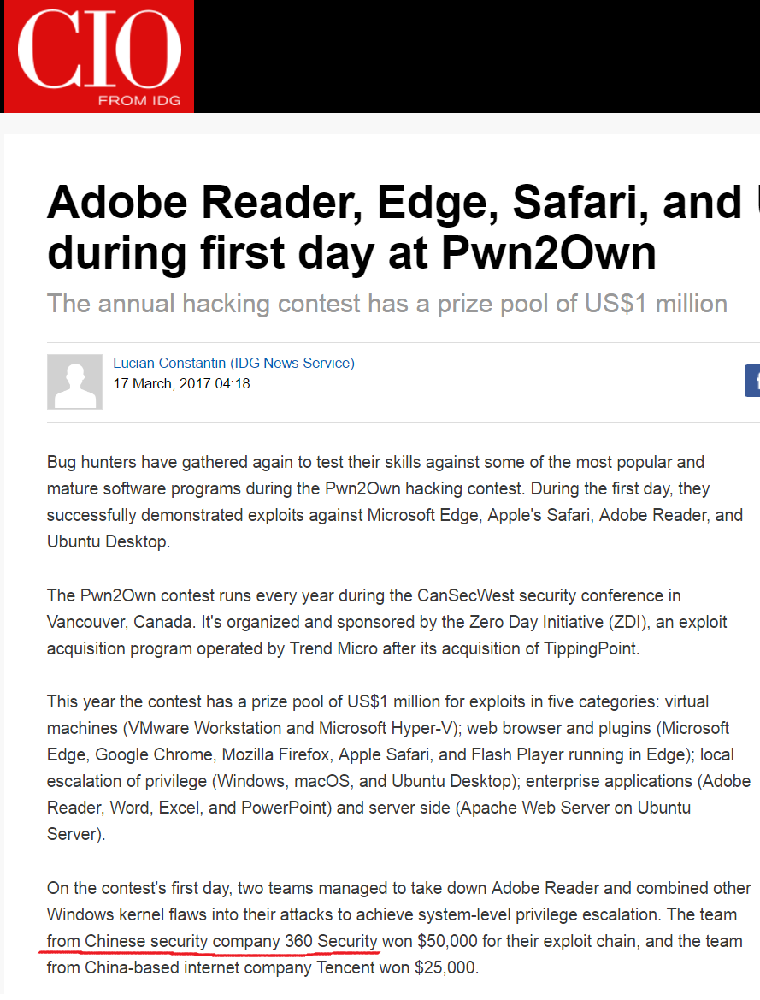 CIO
FROM IDG
Adobe Reader, Edge, Safari, and
during first day at Pwn2Own
The annual hacking contest has a prize pool of US$1 million
Lucian Constantin (IDG News Service)
17 March, 2017 04:18
Bug hunters have gathered again to test their skills against some of the most popular and
mature software programs during the Pwn2Own hacking contest. During the first day, they
successfully demonstrated exploits against Microsoft Edge, Apple's Safari, Adobe Reader, and
Ubuntu Desktop.
The Pwn2Own contest runs every year during the CanSecWest security conference in
Vancouver, Canada. It's organized and sponsored by the Zero Day Initiative (ZDI), an exploit
acquisition program operated by Trend Micro after its acquisition of TippingPoint.
This year the contest has a prize pool of US$1 million for exploits in five categories: virtual
machines (VMware Workstation and Microsoft Hyper-V); web browser and plugins (Microsoft
Edge, Google Chrome, Mozilla Firefox, Apple Safari, and Flash Player running in Edge); local
escalation of privilege (Windows, macOS, and Ubuntu Desktop); enterprise applications (Adobe
Reader, Word, Excel, and PowerPoint) and server side (Apache Web Server on Ubuntu
Server).
On the contest's first day, two teams managed to take down Adobe Reader and combined other
Windows kernel flaws into their attacks to achieve system-level privilege escalation. The team
from Chinese security company 360 Security won $50,000 for their exploit chain, and the team
from China-based internet company Tencent won $25,000.